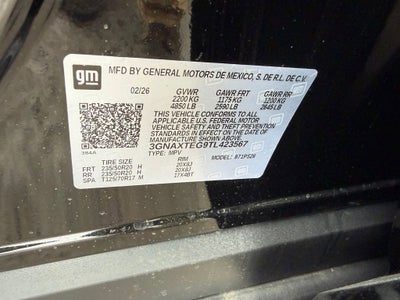 gm
MFD BY GENERAL MOTORS DE MEXICO, S. DE R.L. DE C.V.
02/26 GVWR GAWR FRT GAWR RR
2200 KG 1175 KG 1200 KG
4850 LB 2590 LB 2645 LB
THIS VEHICLE CONFORMS TO ALL
APPLICABLE U.S. FEDERAL MOTOR
VEHICLE SAFETY
THEFT PREVENTION STANDARDS IN
EFFECT ON THE DATE OF
MANUFACTURE SHOWN ABOVE.
3GNAXTEG9TL423567
TYPE: MPV
TIRE SIZE RIM
FRT 235/50R20 H 20X8J
RR 235/50R20 H 20X8J
SPA T125/70R17 M 17X4BT